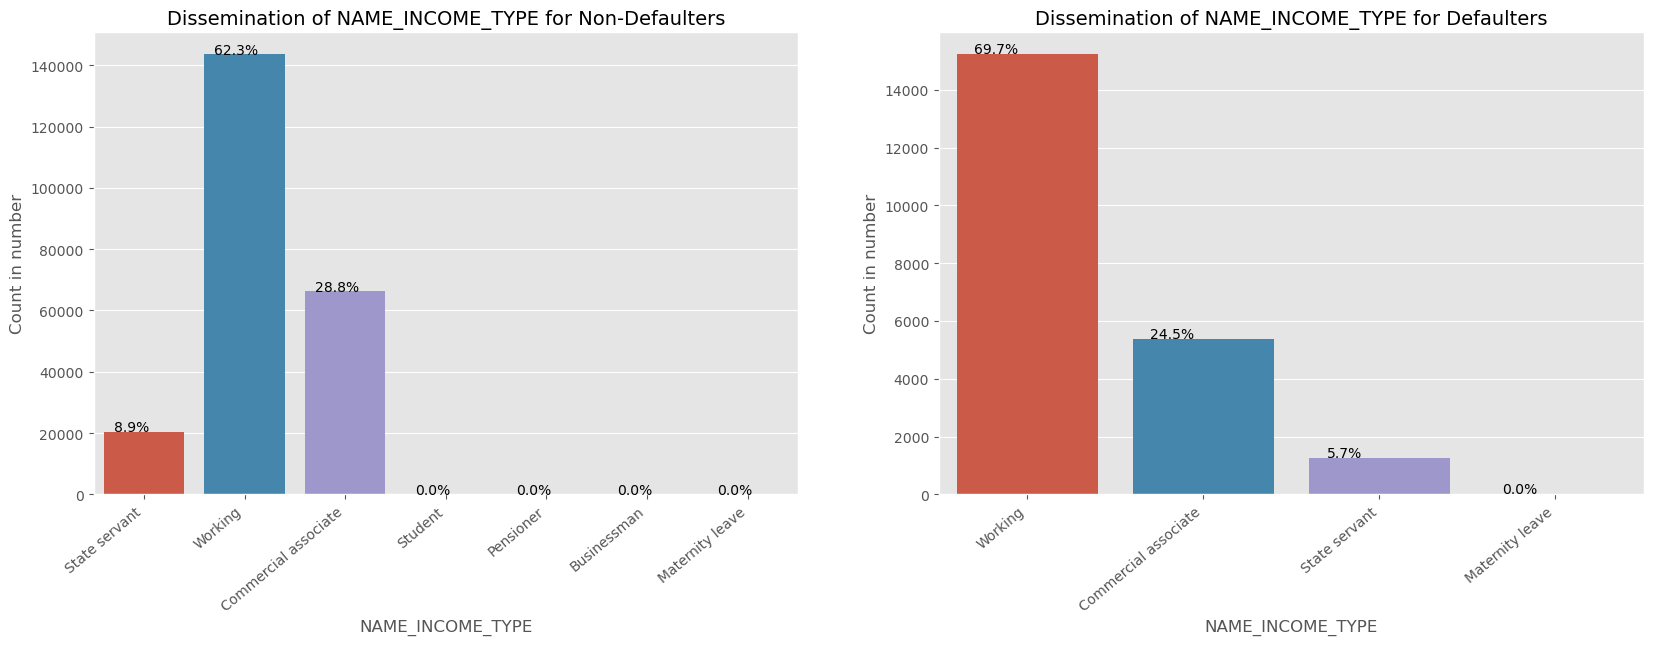 Dissemination of NAME_INCOME_TYPE for Non-Defaulters
62.3%
28.8%
8.9%
0.0%
0.0%
0.0%
0.0%
140000
120000
100000
80000
60000
40000
20000
0
Count in number
State servant
Working
Commercial associate
Student
Pensioner
Businessman
Maternity leave
NAME_INCOME_TYPE
Dissemination of NAME_INCOME_TYPE for Defaulters
69.7%
24.5%
5.7%
0.0%
14000
12000
10000
8000
6000
4000
2000
0
Count in number
Working
Commercial associate
State servant
Maternity leave
NAME_INCOME_TYPE